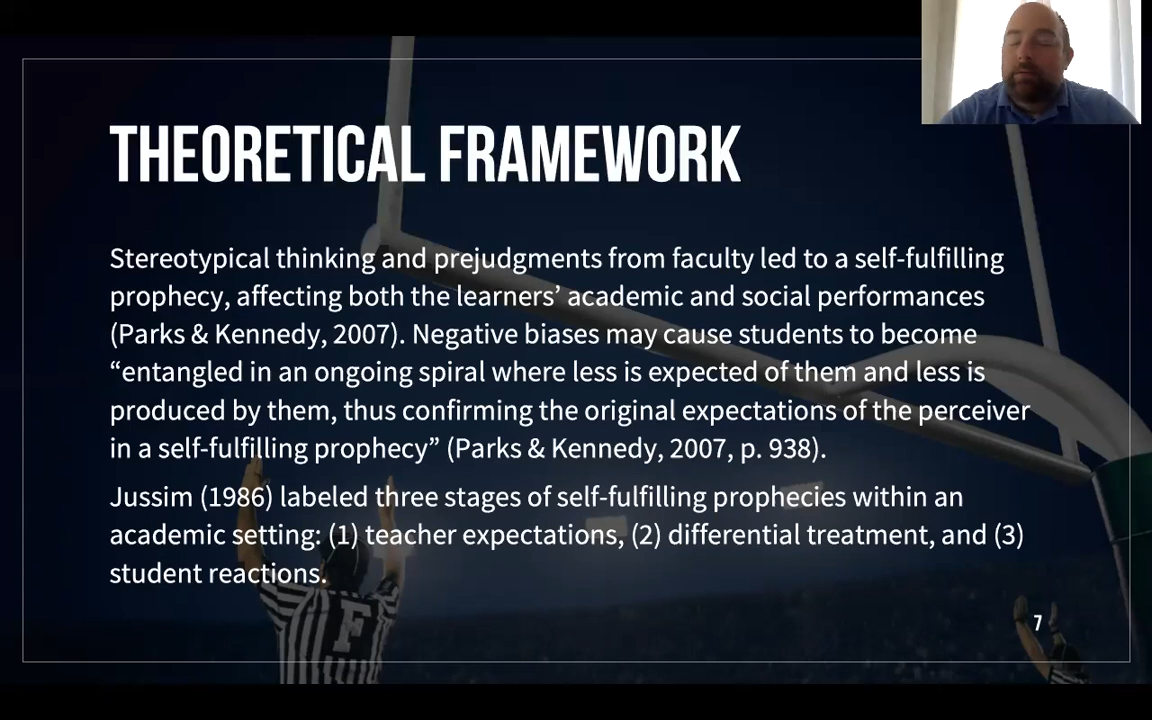 THEORETICAL FRAMEWORK
Stereotypical thinking and prejudgments from faculty led to a self-fulfilling
prophecy, affecting both the learners’ academic and social performances
(Parks & Kennedy, 2007). Negative biases may cause students to become
“entangled in an ongoing spiral where less is expected of them and less is
produced by them, thus confirming the original expectations of the perceiver
in a self-fulfilling prophecy” (Parks & Kennedy, 2007, p. 938).
Jussim (1986) labeled three stages of self-fulfilling prophecies within an
academic setting: (1) teacher expectations, (2) differential treatment, and (3)
student reactions.
F
7